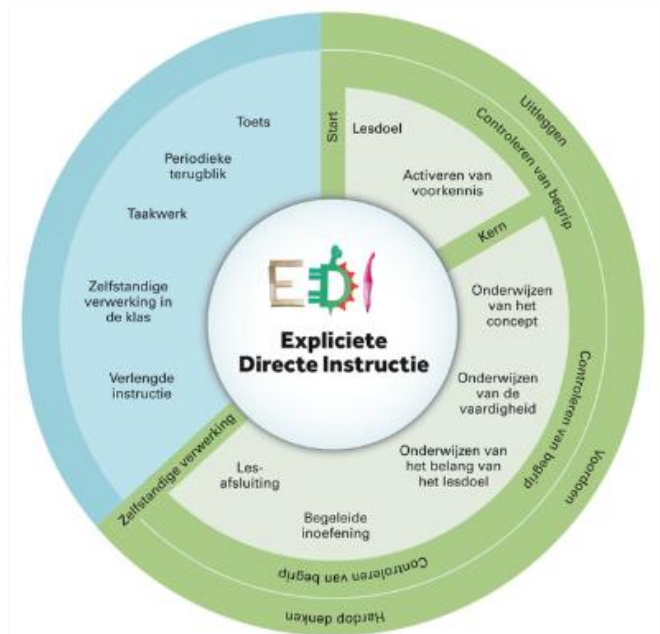 Start
Lesdoel
Activeren van
voorkennis
Kern
Onderwijzen
van het
concept
Onderwijzen
van de
vaardigheid
Onderwijzen van
het belang van
het lesdoel
Begeleide
inoefening
Les-
afsluiting
Zelfstandige verwerking
Verlengde
instructie
Zelfstandige
verwerking in
de klas
Taakwerk
Periodieke
terugblik
Toets
Controleren van begrip
Controleren van begrip
Controleren van begrip
Uitleggen
Voordoen
Hardop denken
EDI
Expliciete
Directe Instructie